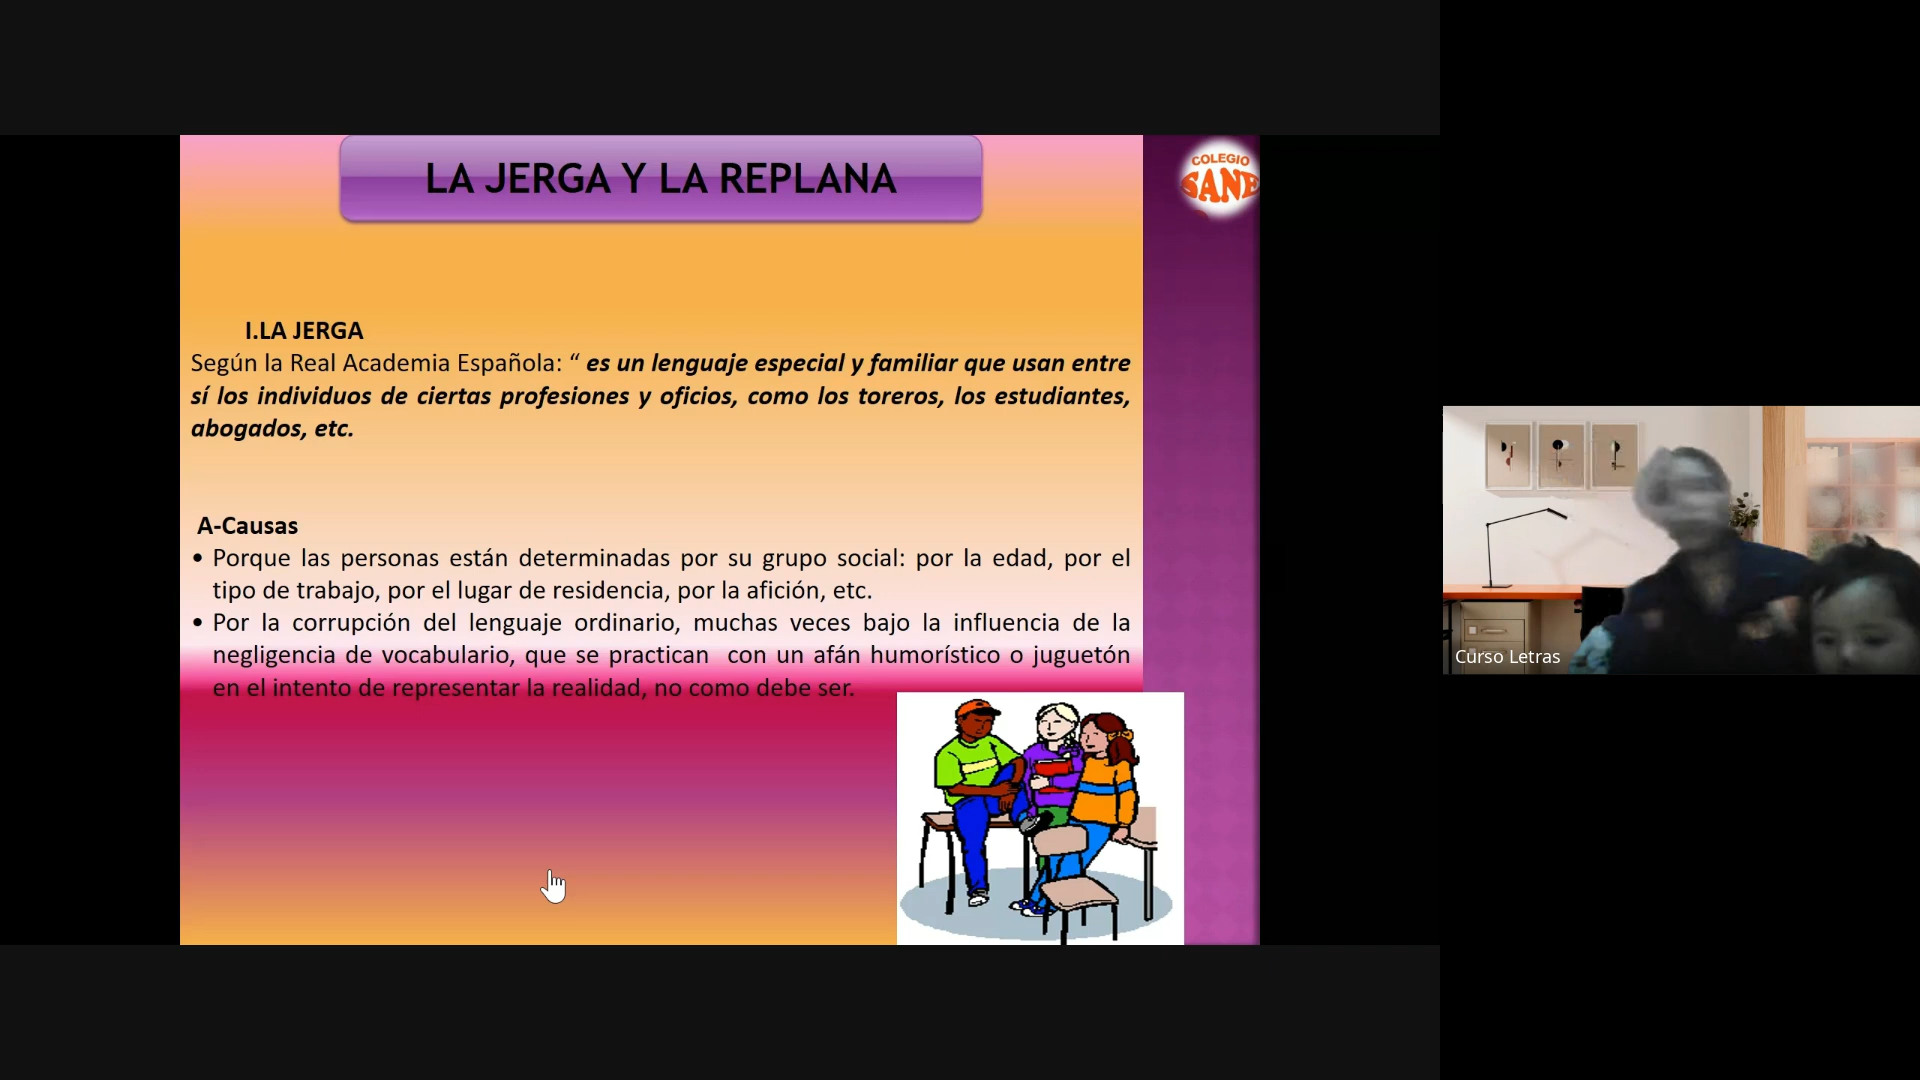 LA JERGA Y LA REPLANA
COLEGIO
SANE
I.LA JERGA
Según la Real Academia Española: “ es un lenguaje especial y familiar que usan entre
sí los individuos de ciertas profesiones y oficios, como los toreros, los estudiantes,
abogados, etc.
A-Causas
• Porque las personas están determinadas por su grupo social: por la edad, por el
tipo de trabajo, por el lugar de residencia, por la afición, etc.
• Por la corrupción del lenguaje ordinario, muchas veces bajo la influencia de la
negligencia de vocabulario, que se practican  con un afán humorístico o juguetón
en el intento de representar la realidad, no como debe ser.
Curso Letras